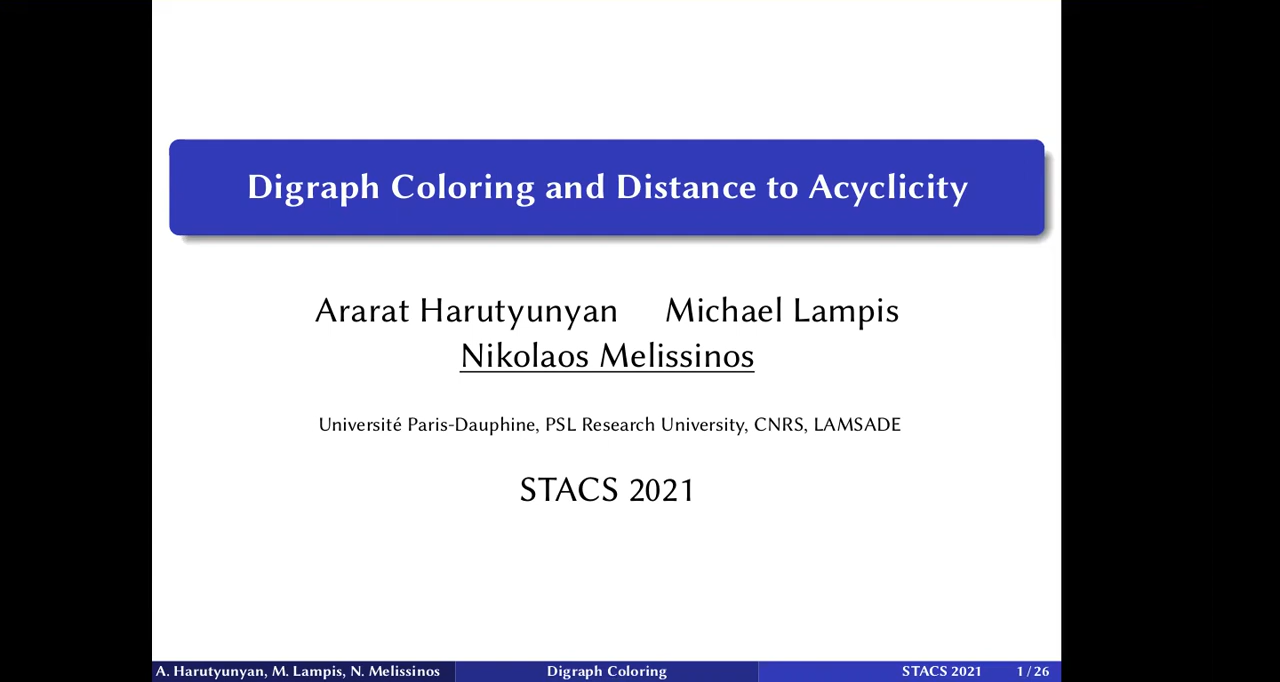 Digraph Coloring and Distance to Acyclicity
Ararat Harutyunyan Michael Lampis
Nikolaos Melissinos
Université Paris-Dauphine, PSL Research University, CNRS, LAMSADE
STACS 2021
A. Harutyunyan, M. Lampis, N. Melissinos Digraph Coloring STACS 2021 1 / 26